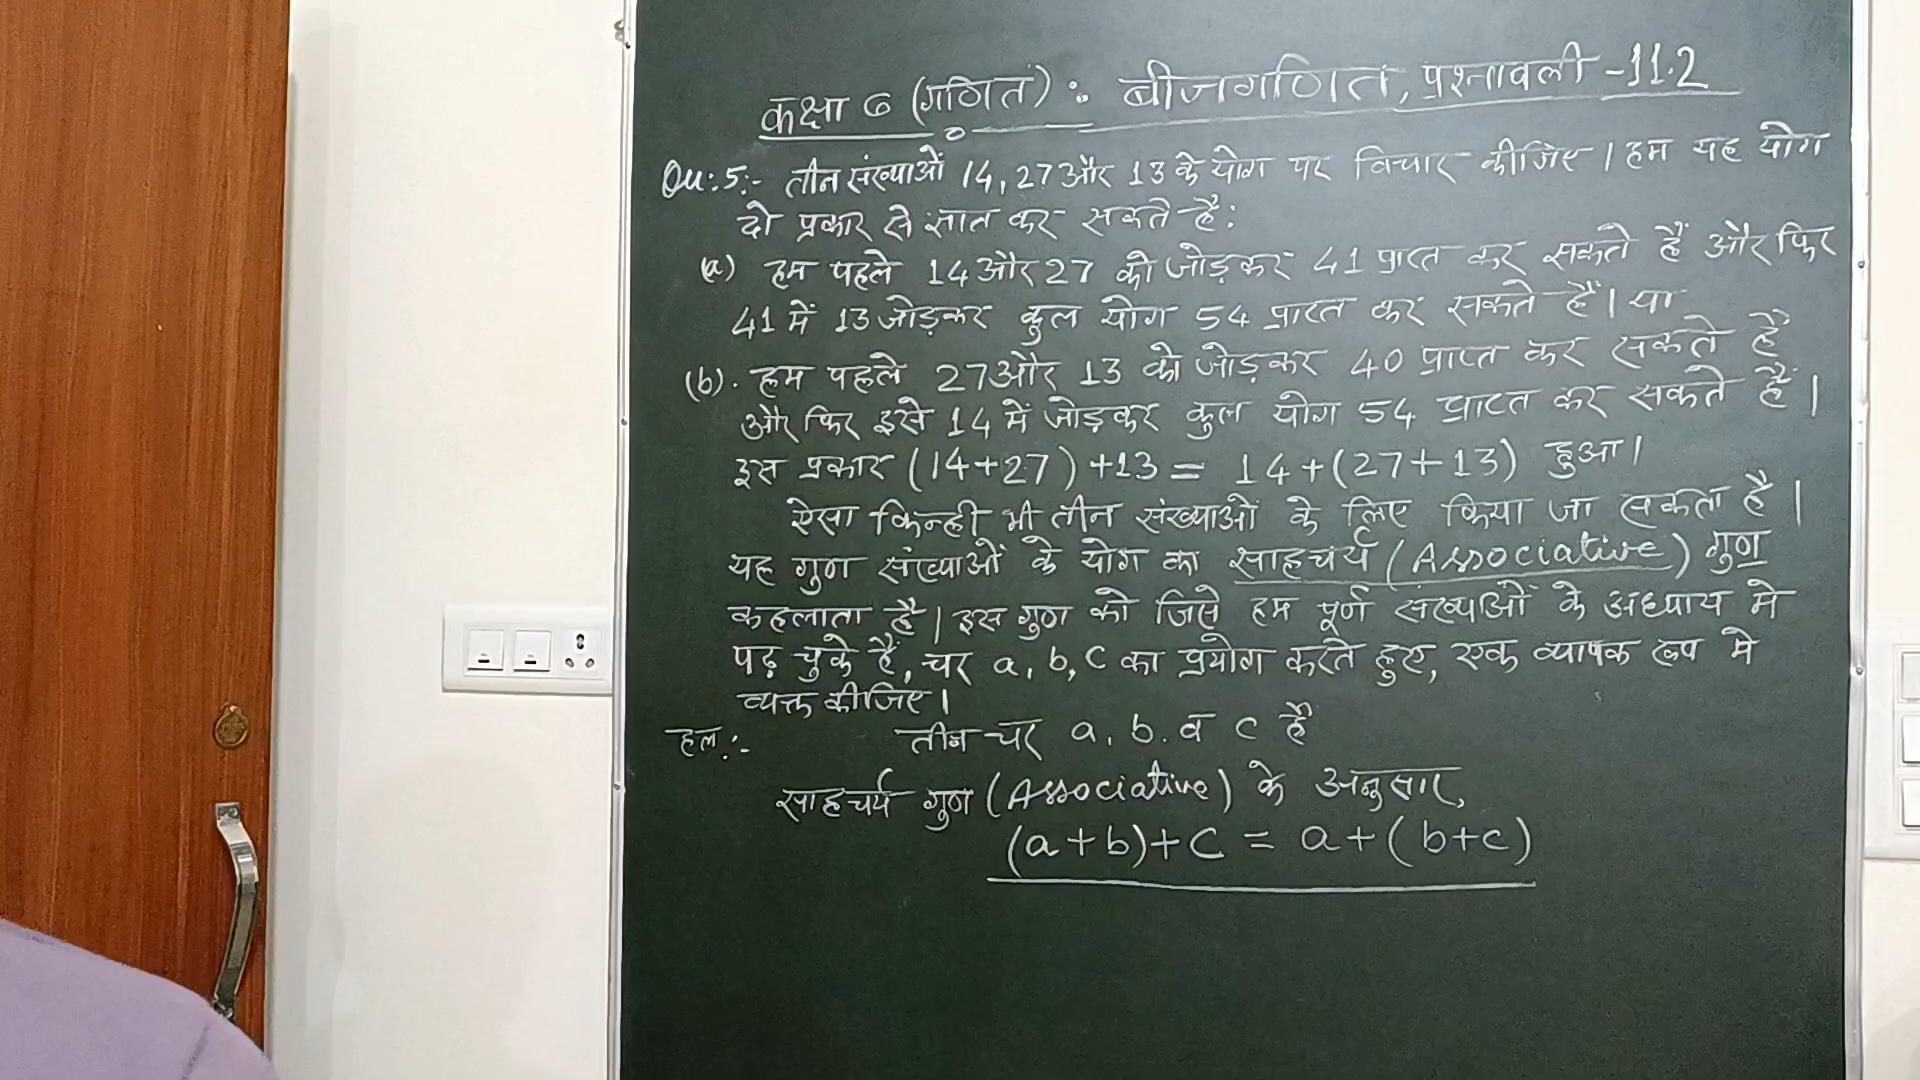 कक्षा 6 (गणित) : बीजगणित, प्रश्नावली -11.2
Qu:5:- तीन संख्याओं 14, 27 और 13 के योग पर विचार कीजिए। हम यह योग
दो प्रकार से ज्ञात कर सकते हैं:
(a) हम पहले 14 और 27 को जोड़कर 41 प्राप्त कर सकते हैं और फिर
41 में 13 जोड़कर कुल योग 54 प्राप्त कर सकते हैं। या
(b). हम पहले 27 और 13 को जोड़कर 40 प्राप्त कर सकते हैं
और फिर इसे 14 में जोड़कर कुल योग 54 प्राप्त कर सकते हैं।
इस प्रकार (14+27)+13 = 14+(27+13) हुआ।
ऐसा किन्ही भी तीन संख्याओं के लिए किया जा सकता है।
यह गुण संख्याओं के योग का साहचर्य (Associative) गुण
कहलाता है। इस गुण को जिसे हम पूर्ण संख्याओं के अध्याय मे
पढ़ चुके हैं, चर a, b, c का प्रयोग करते हुए, एक व्यापक रूप मे
व्यक्त कीजिए।
हल:- तीन चर a, b. व c है
साहचर्य गुण (Associative) के अनुसार,
(a+b)+c = a+(b+c)